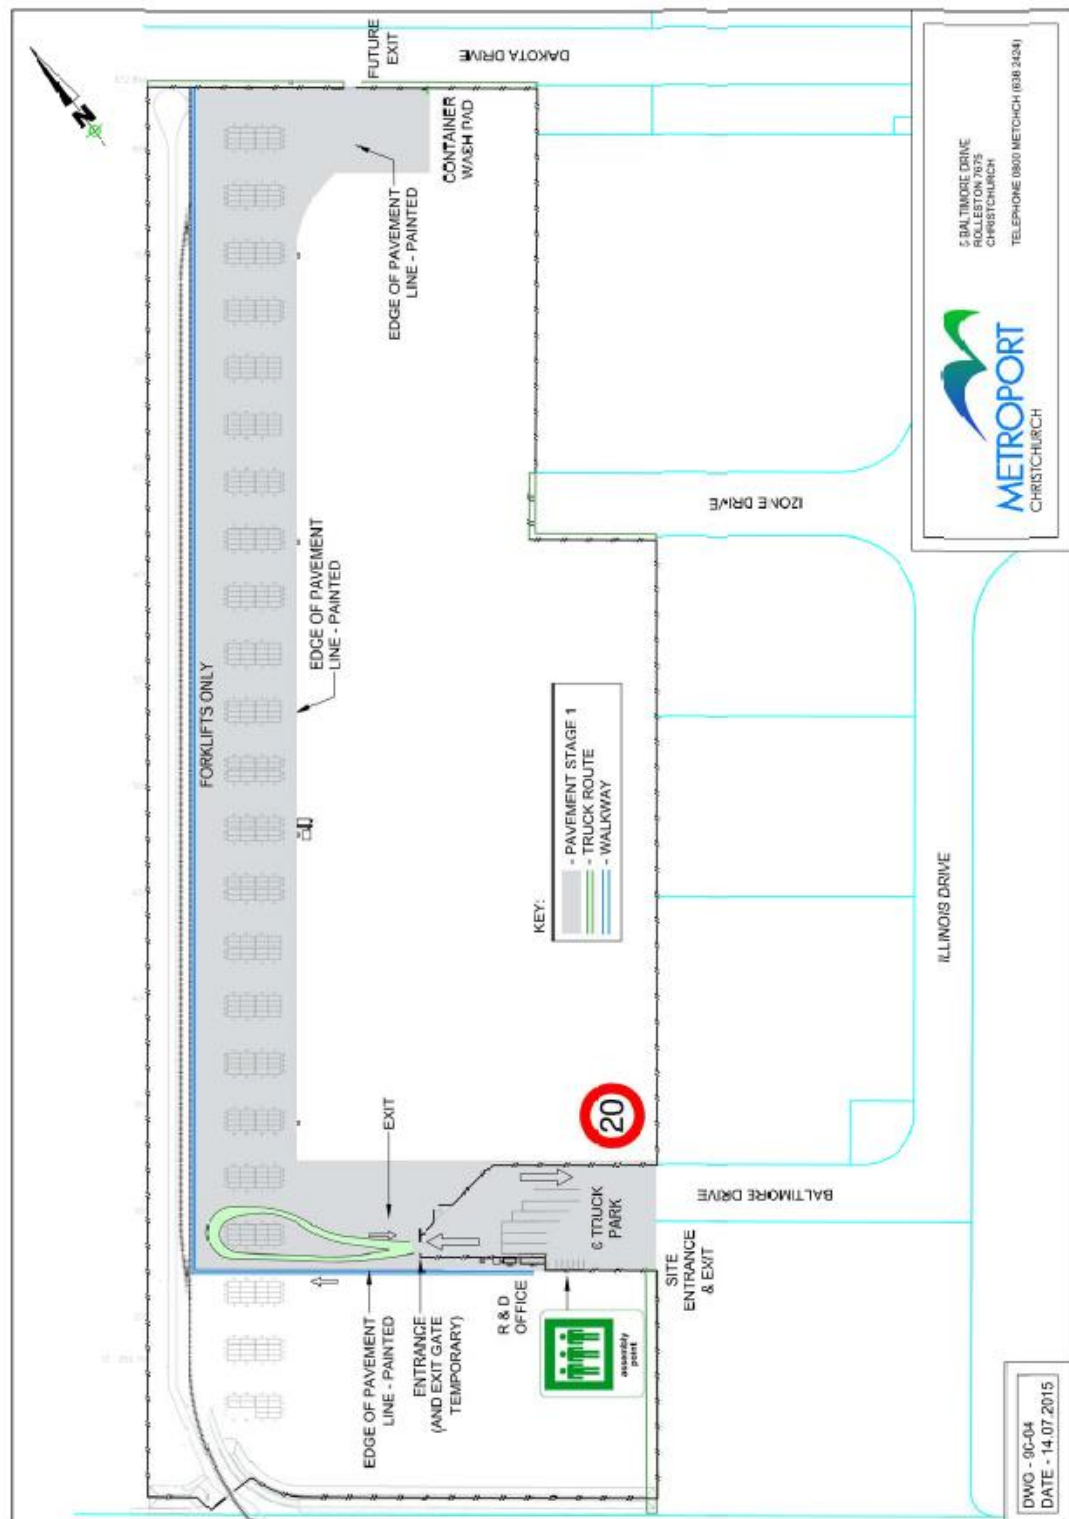 DAKOTA DRIVE
FUTURE
EXIT
CONTAINER
WASH PAD
EDGE OF PAVEMENT
LINE - PAINTED
N
5 BALTIMORE DRIVE
ROLLESTON 7675
CHRISTCHURCH
TELEPHONE 0800 METCHCH (638 2424)
METROPORT
CHRISTCHURCH
IZONE DRIVE
EDGE OF PAVEMENT
LINE - PAINTED
FORKLIFTS ONLY
KEY:
- PAVEMENT STAGE 1
- TRUCK ROUTE
- WALKWAY
ILLINOIS DRIVE
20
EXIT
BALTIMORE DRIVE
6 TRUCK
PARK
SITE
ENTRANCE
& EXIT
R & D
OFFICE
assembly
point
ENTRANCE
(AND EXIT GATE
TEMPORARY)
EDGE OF PAVEMENT
LINE - PAINTED
DWG - 9C-04
DATE - 14.07.2015